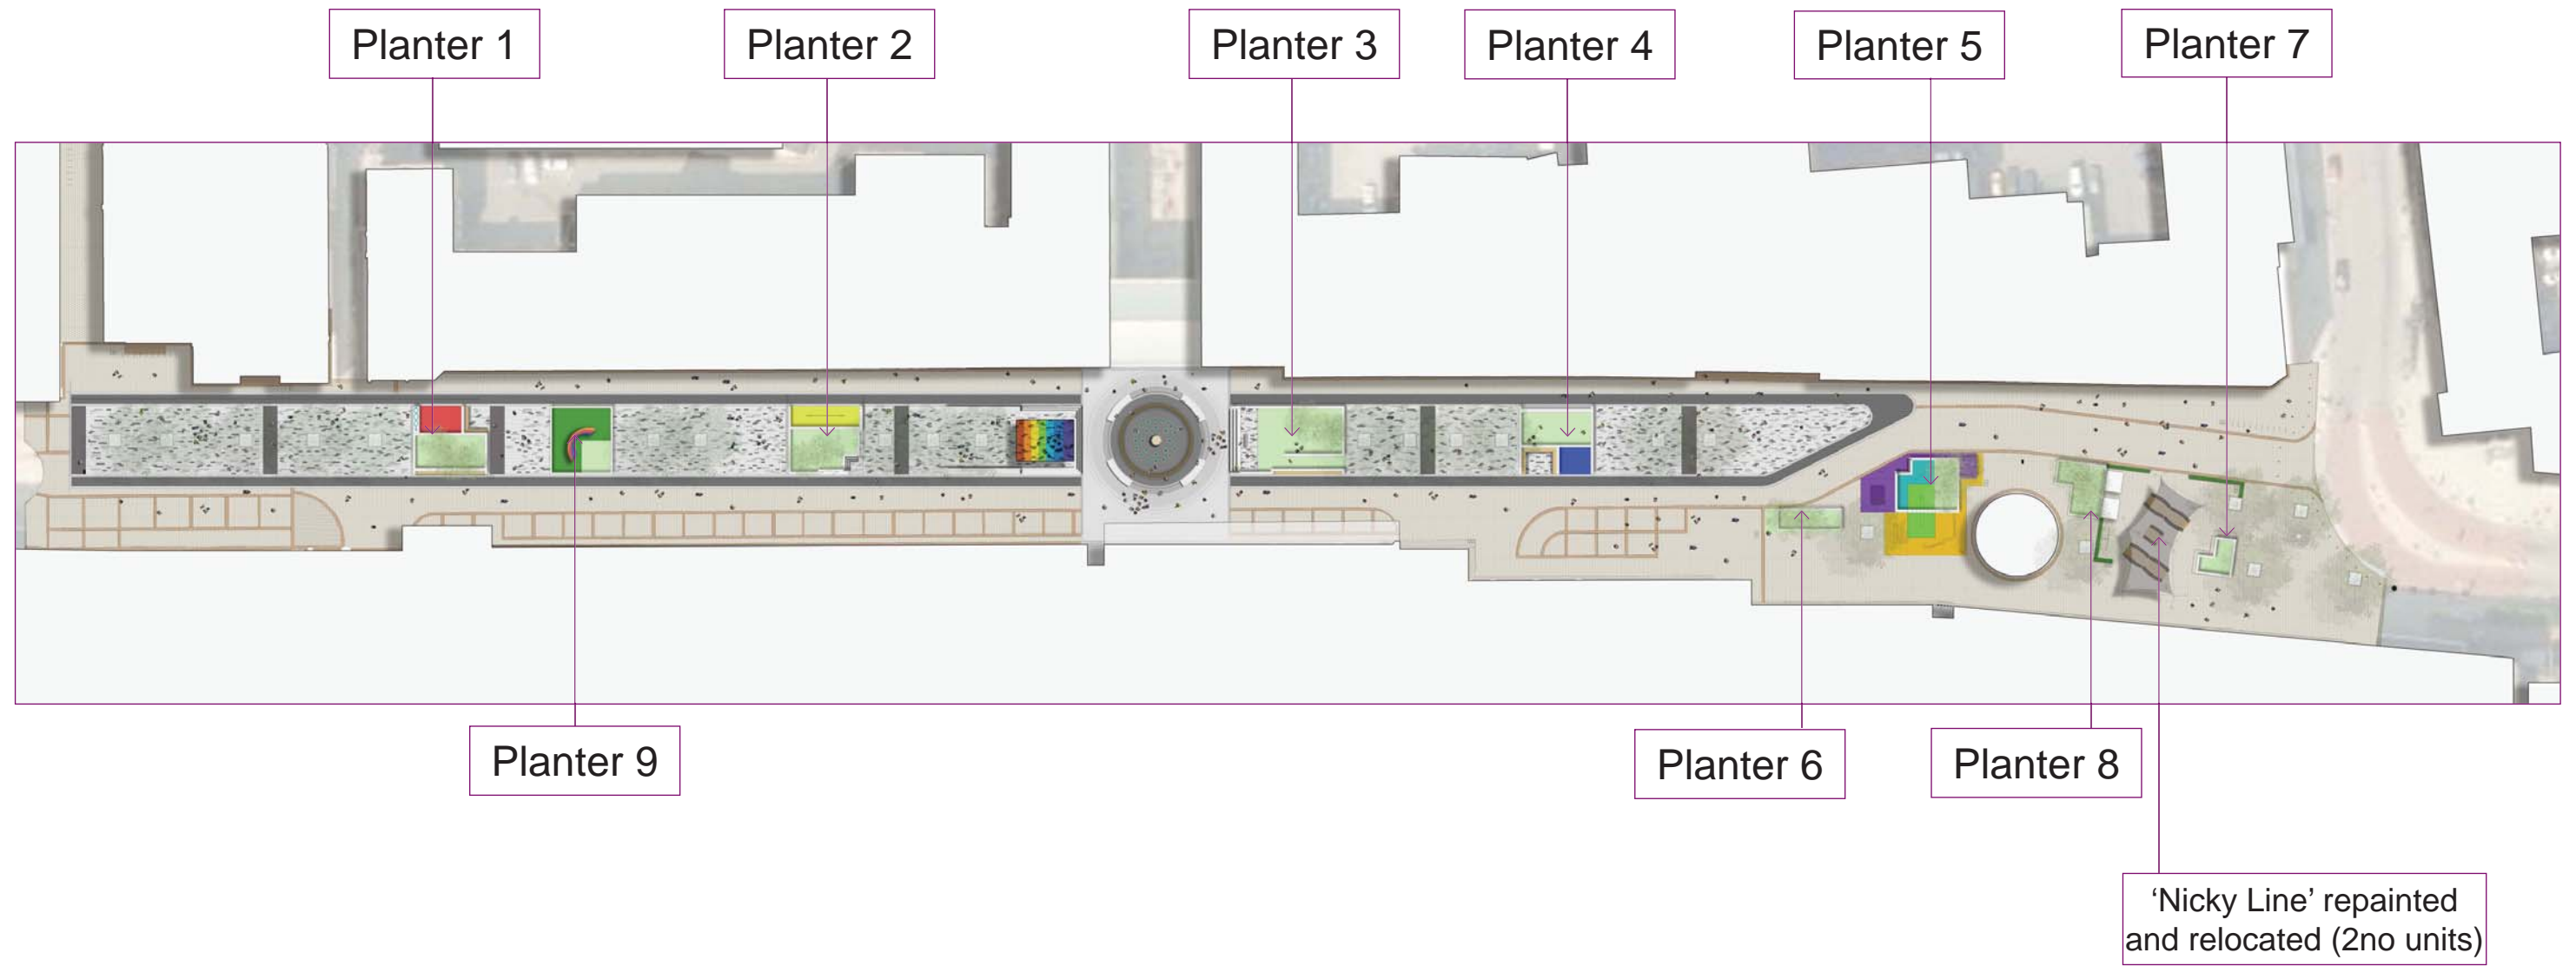 Planter 1
Planter 2
Planter 3
Planter 4
Planter 5
Planter 7
Planter 9
Planter 6
Planter 8
‘Nicky Line’ repainted
and relocated (2no units)